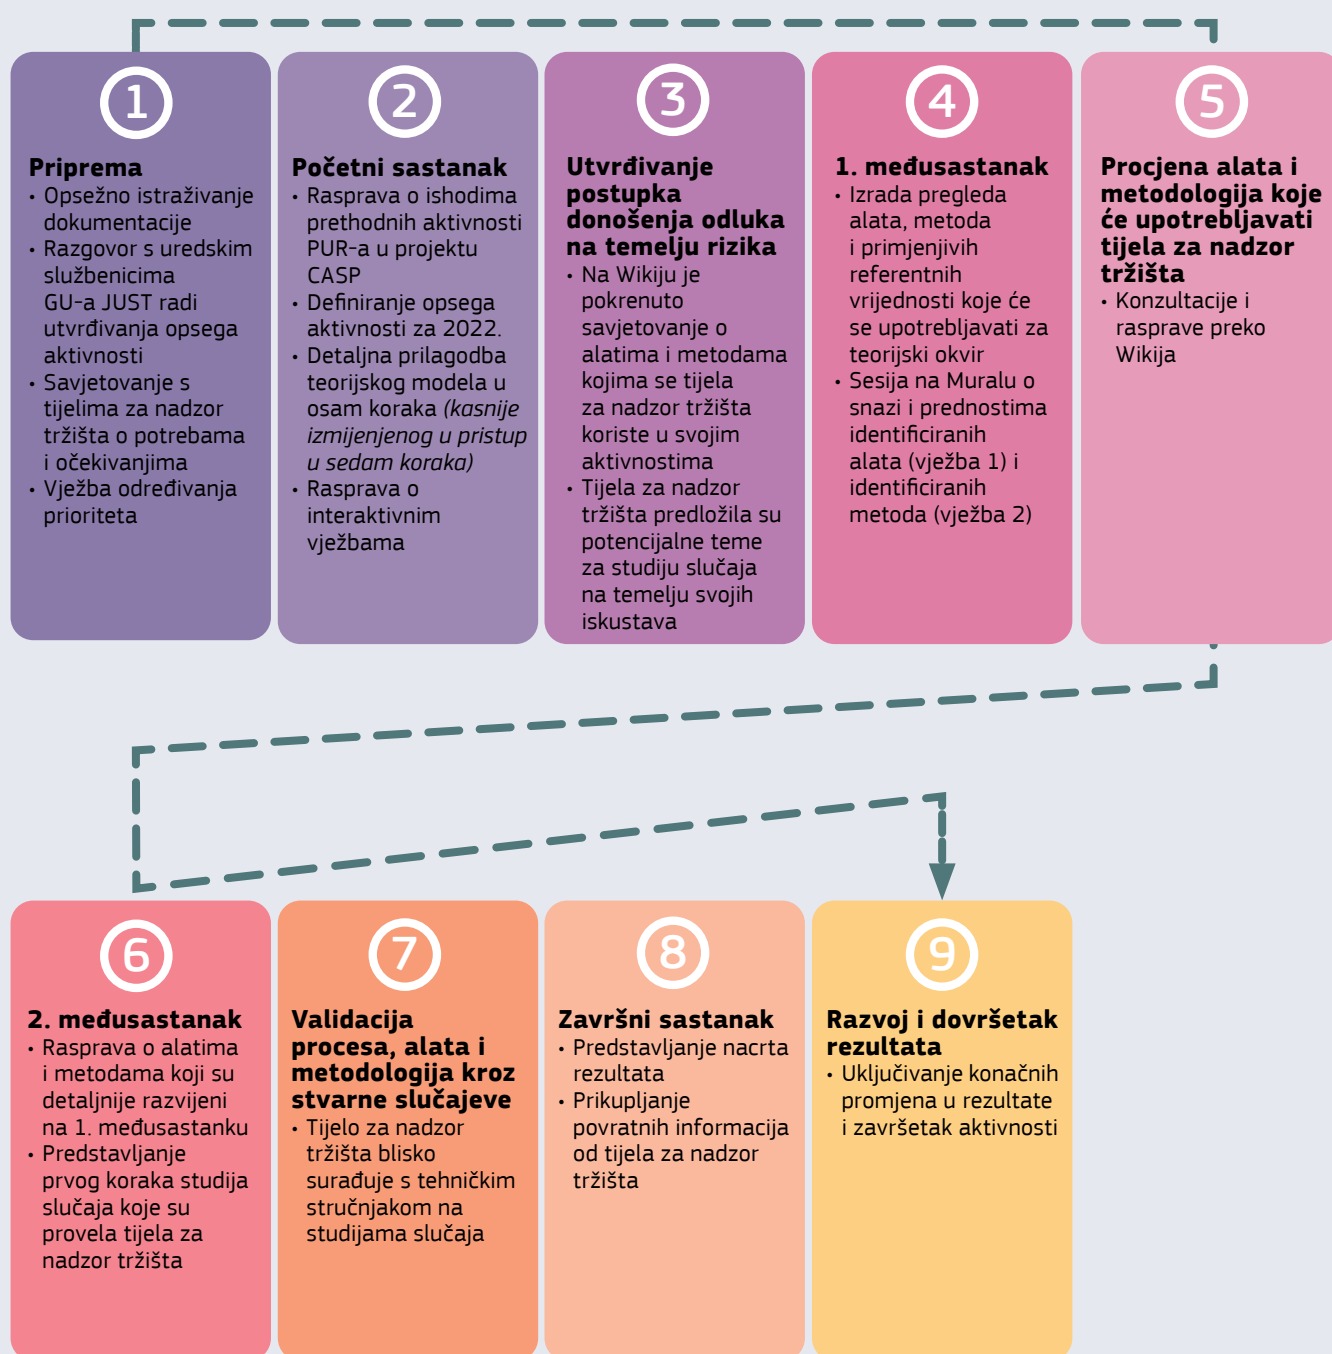 1
Priprema
• Opsežno istraživanje
dokumentacije
• Razgovor s uredskim
službenicima
GU-a JUST radi
utvrđivanja opsega
aktivnosti
• Savjetovanje s
tijelima za nadzor
tržišta o potrebama
i očekivanjima
• Vježba određivanja
prioriteta
2
Početni sastanak
• Rasprava o ishodima
prethodnih aktivnosti
PUR-a u projektu
CASP
• Definiranje opsega
aktivnosti za 2022.
• Detaljna prilagodba
teorijskog modela u
osam koraka (kasnije
izmijenjenog u pristup
u sedam koraka)
• Rasprava o
interaktivnim
vježbama
3
Utvrđivanje
postupka
donošenja odluka
na temelju rizika
• Na Wikiju je
pokrenuto
savjetovanje o
alatima i metodama
kojima se tijela
za nadzor tržišta
koriste u svojim
aktivnostima
• Tijela za nadzor
tržišta predložila su
potencijalne teme
za studiju slučaja
na temelju svojih
iskustava
4
1. međusastanak
• Izrada pregleda
alata, metoda
i primjenjivih
referentnih
vrijednosti koje će
se upotrebljavati za
teorijski okvir
• Sesija na Muralu o
snazi i prednostima
identificiranih
alata (vježba 1) i
identificiranih
metoda (vježba 2)
5
Procjena alata i
metodologija koje
će upotrebljavati
tijela za nadzor
tržišta
• Konzultacije i
rasprave preko
Wikija
6
2. međusastanak
• Rasprava o alatima
i metodama koji su
detaljnije razvijeni
na 1. međusastanku
• Predstavljanje
prvog koraka studija
slučaja koje su
provela tijela za
nadzor tržišta
7
Validacija
procesa, alata i
metodologija kroz
stvarne slučajeve
• Tijelo za nadzor
tržišta blisko
surađuje s tehničkim
stručnjakom na
studijama slučaja
8
Završni sastanak
• Predstavljanje nacrta
rezultata
• Prikupljanje
povratnih informacija
od tijela za nadzor
tržišta
9
Razvoj i dovršetak
rezultata
• Uključivanje konačnih
promjena u rezultate
i završetak aktivnosti